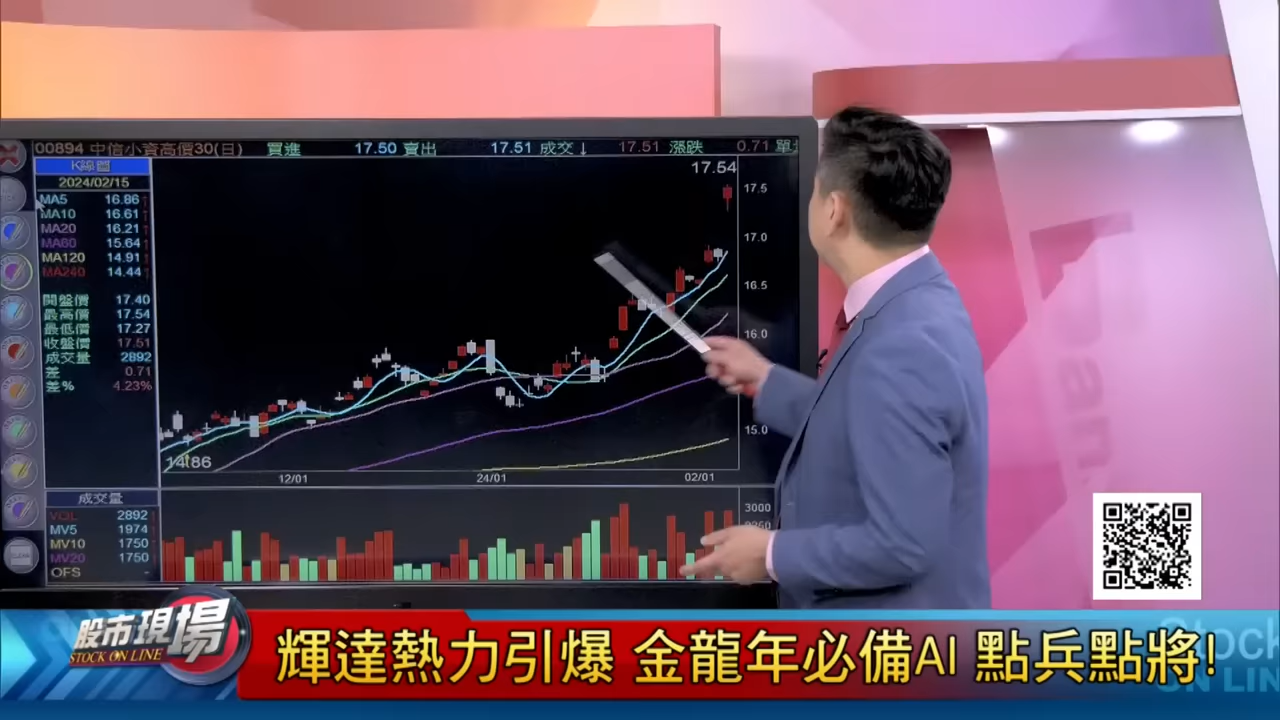 00894 中信小資高價30(日) 買進 17.50 賣出 17.51 成交↓ 17.51 漲跌 0.71
K線圖
2024/02/15
MA5 16.86
MA10 16.61
MA20 16.21
MA60 15.64
MA120 14.91
MA240 14.44
開盤價 17.40
最高價 17.54
最低價 17.27
收盤價 17.51
成交量 2892
差 0.71
差% 4.23%
17.54
17.5
17.0
16.5
16.0
15.0
14.86
12/01 24/01 02/01
成交量
VOL 2892
MV5 1974
MV10 1750
MV20 1750
OFS -
3000
股市現場
STOCK ON LINE
輝達熱力引爆 金龍年必備AI 點兵點將!
Stock
ON LIN